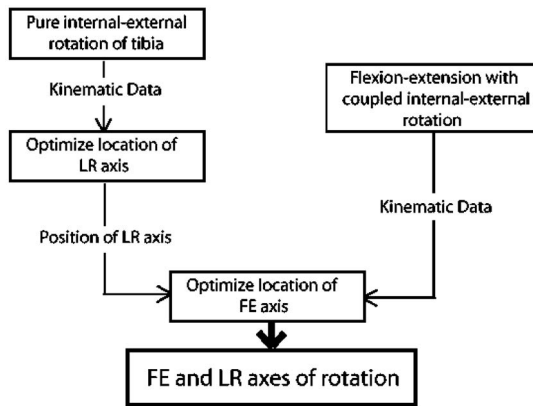 Pure internal-external
rotation of tibia
Kinematic Data
Optimize location of
LR axis
Position of LR axis
Flexion-extension with
coupled internal-external
rotation
Kinematic Data
Optimize location of
FE axis
FE and LR axes of rotation